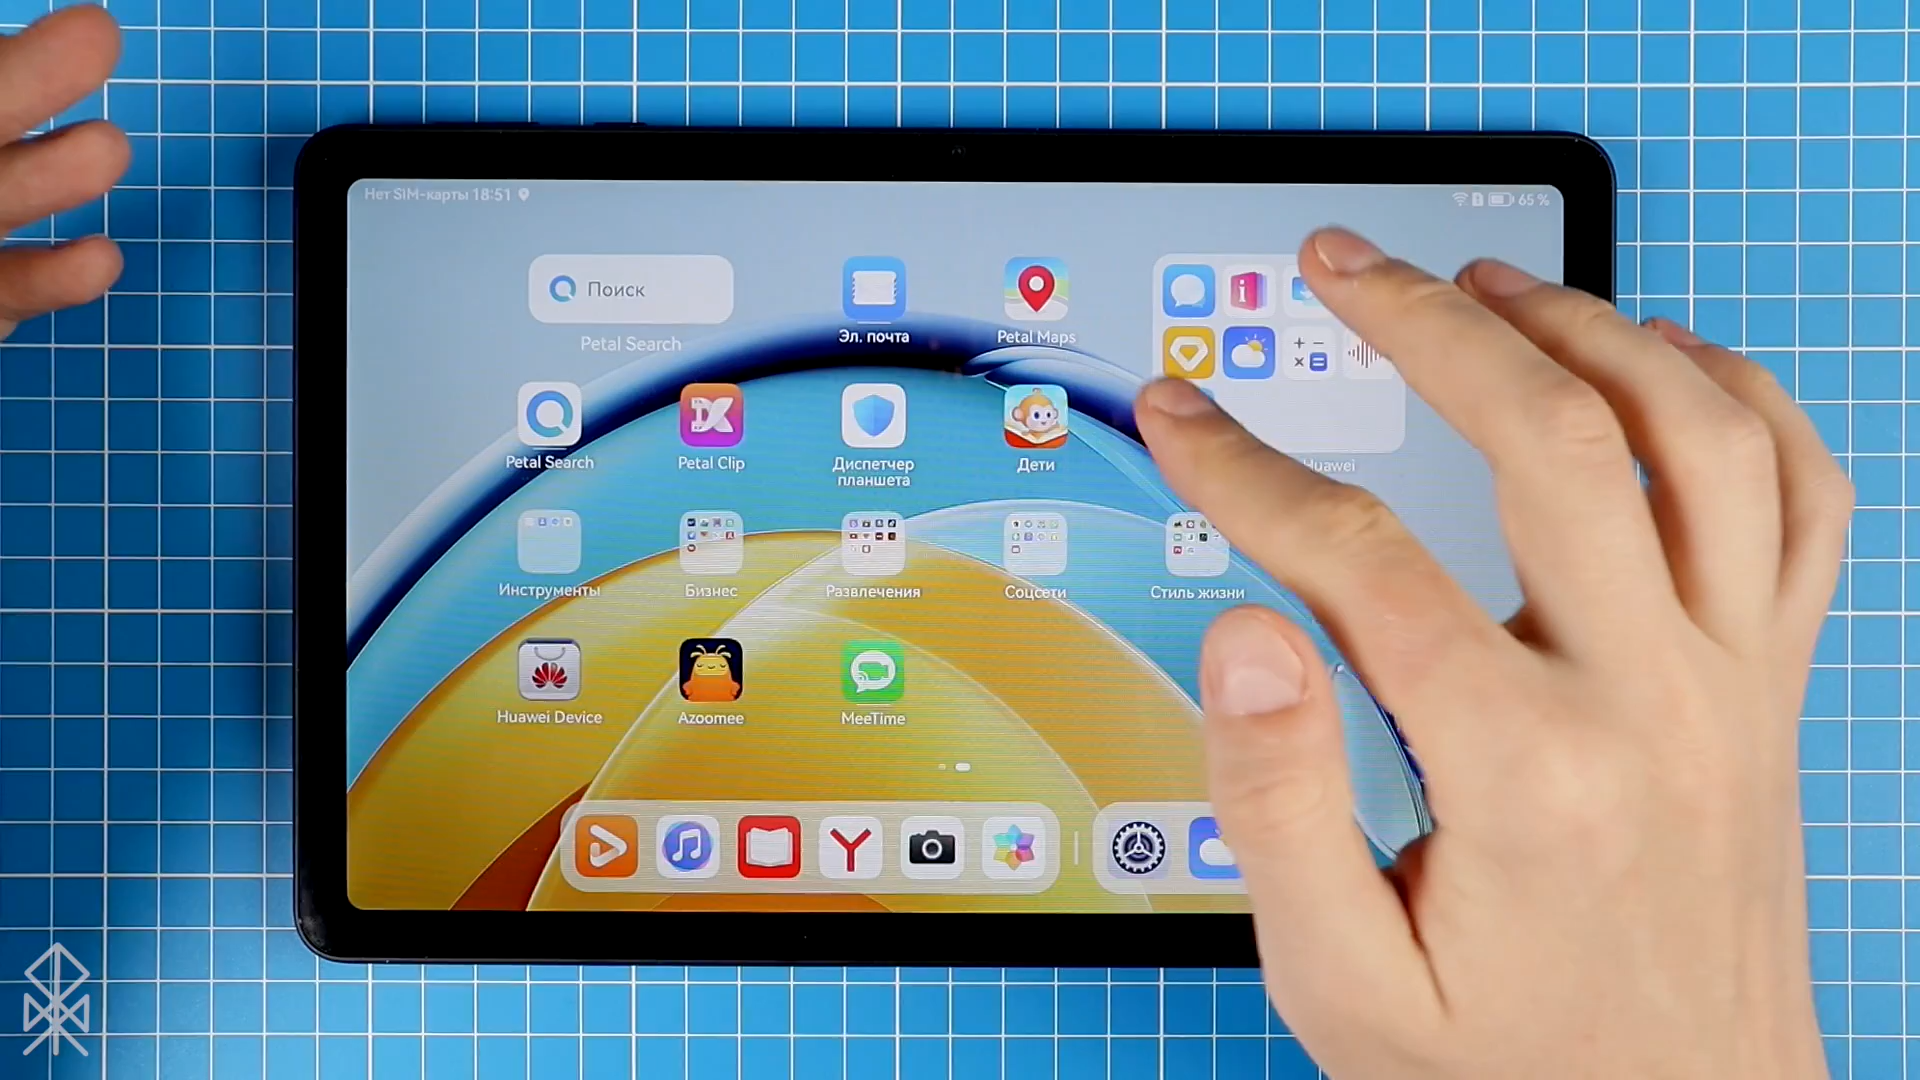 Нет SIM-карты 18:51
65 %
Поиск
Petal Search
Эл. почта
Petal Maps
Petal Search
Petal Clip
Диспетчер
планшета
Дети
Huawei
Инструменты
Бизнес
Развлечения
Соцсети
Стиль жизни
Huawei Device
Azoomee
MeeTime